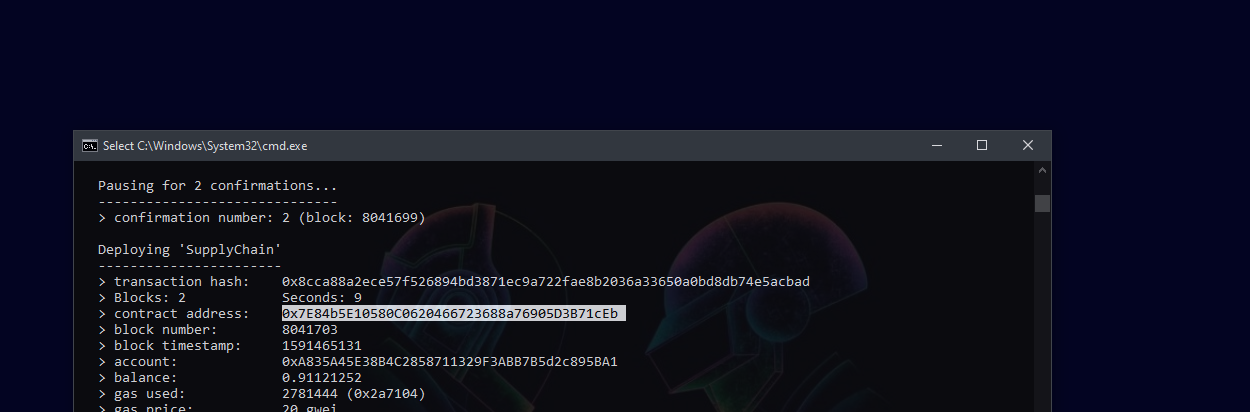 Select C:\Windows\System32\cmd.exe
Pausing for 2 confirmations...
------------------------------
> confirmation number: 2 (block: 8041699)
Deploying 'SupplyChain'
-----------------------
> transaction hash:    0x8cca88a2ece57f526894bd3871ec9a722fae8b2036a33650a0bd8db74e5acbad
> Blocks: 2            Seconds: 9
> contract address:    0x7E84b5E10580C0620466723688a76905D3B71cEb
> block number:        8041703
> block timestamp:     1591465131
> account:             0xA835A45E38B4C2858711329F3ABB7B5d2c895BA1
> balance:             0.91121252
> gas used:            2781444 (0x2a7104)
> gas price:           20 gwei